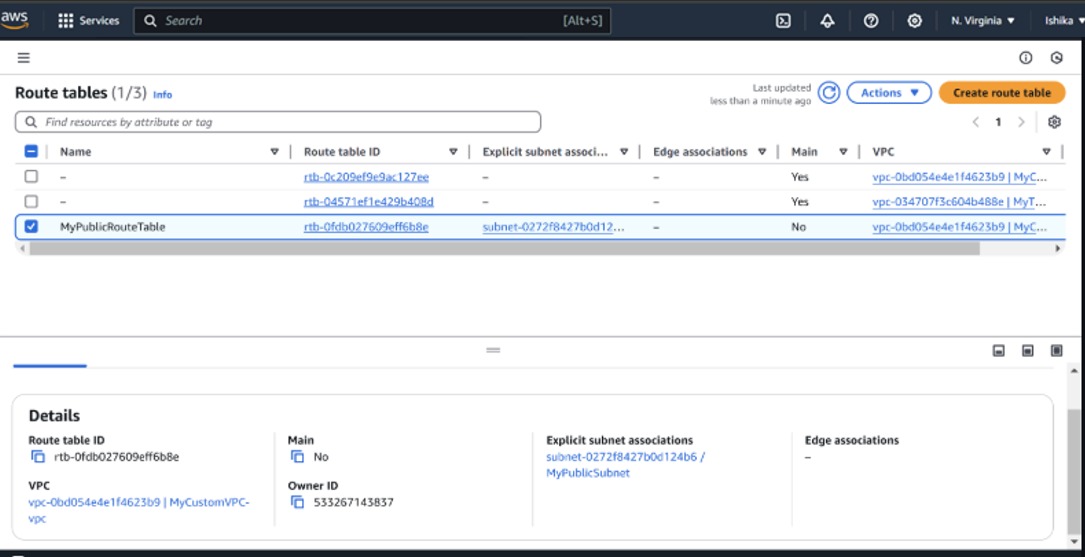 aws
Services
Search
[Alt+S]
N. Virginia
Ishika
Route tables (1/3) Info
Last updated
less than a minute ago
Actions
Create route table
Find resources by attribute or tag
1
Name
Route table ID
Explicit subnet associ...
Edge associations
Main
VPC
– rtb-0c209ef9e9ac127ee – – Yes vpc-0bd054e4e1f4623b9 | MyC...
– rtb-04571ef1e429b408d – – Yes vpc-034707f3c604b488e | MyT...
MyPublicRouteTable rtb-0fdb027609eff6b8e subnet-0272f8427b0d12... – No vpc-0bd054e4e1f4623b9 | MyC...
Details
Route table ID
rtb-0fdb027609eff6b8e
Main
No
Explicit subnet associations
subnet-0272f8427b0d124b6 /
MyPublicSubnet
Edge associations
–
VPC
vpc-0bd054e4e1f4623b9 | MyCustomVPC-
vpc
Owner ID
533267143837